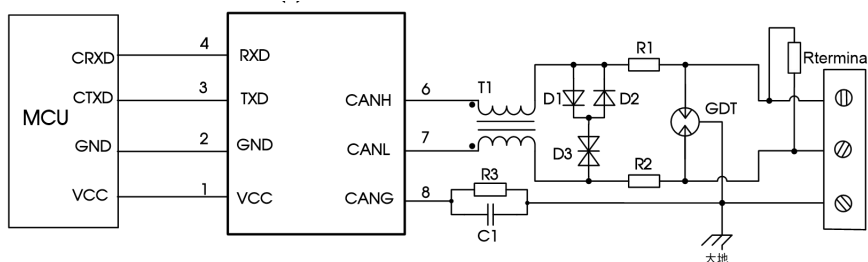 MCU
CRXD
CTXD
GND
VCC
4
3
2
1
RXD
TXD
GND
VCC
CANH
CANL
CANG
6
7
8
T1
D1
D2
D3
R1
R2
R3
C1
GDT
Rtermina
大地